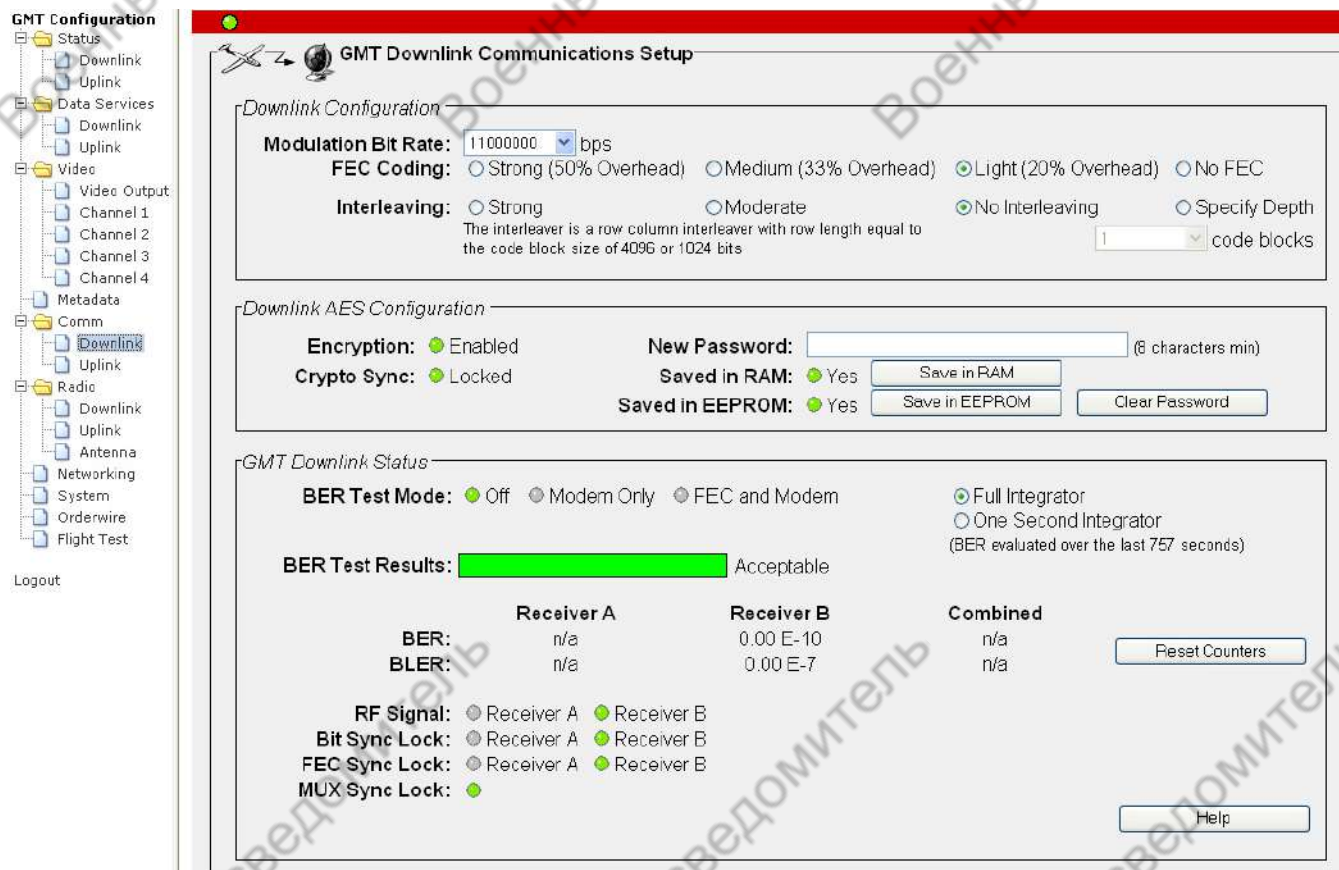 GMT Configuration
Status
Downlink
Uplink
Data Services
Downlink
Uplink
Video
Video Output
Channel 1
Channel 2
Channel 3
Channel 4
Metadata
Comm
Downlink
Uplink
Radio
Downlink
Uplink
Antenna
Networking
System
Orderwire
Flight Test
Logout
GMT Downlink Communications Setup
Downlink Configuration
Modulation Bit Rate: 11000000 bps
FEC Coding: Strong (50% Overhead) Medium (33% Overhead) Light (20% Overhead) No FEC
Interleaving: Strong Moderate No Interleaving Specify Depth
The interleaver is a row column interleaver with row length equal to
the code block size of 4096 or 1024 bits
1 code blocks
Downlink AES Configuration
Encryption: Enabled New Password: (8 characters min)
Crypto Sync: Locked Saved in RAM: Yes Save in RAM
Saved in EEPROM: Yes Save in EEPROM Clear Password
GMT Downlink Status
BER Test Mode: Off Modem Only FEC and Modem Full Integrator
One Second Integrator
(BER evaluated over the last 757 seconds)
BER Test Results: Acceptable
Receiver A Receiver B Combined
BER: n/a 0.00 E-10 n/a
BLER: n/a 0.00 E-7 n/a
Reset Counters
RF Signal: Receiver A Receiver B
Bit Sync Lock: Receiver A Receiver B
FEC Sync Lock: Receiver A Receiver B
MUX Sync Lock:
Help